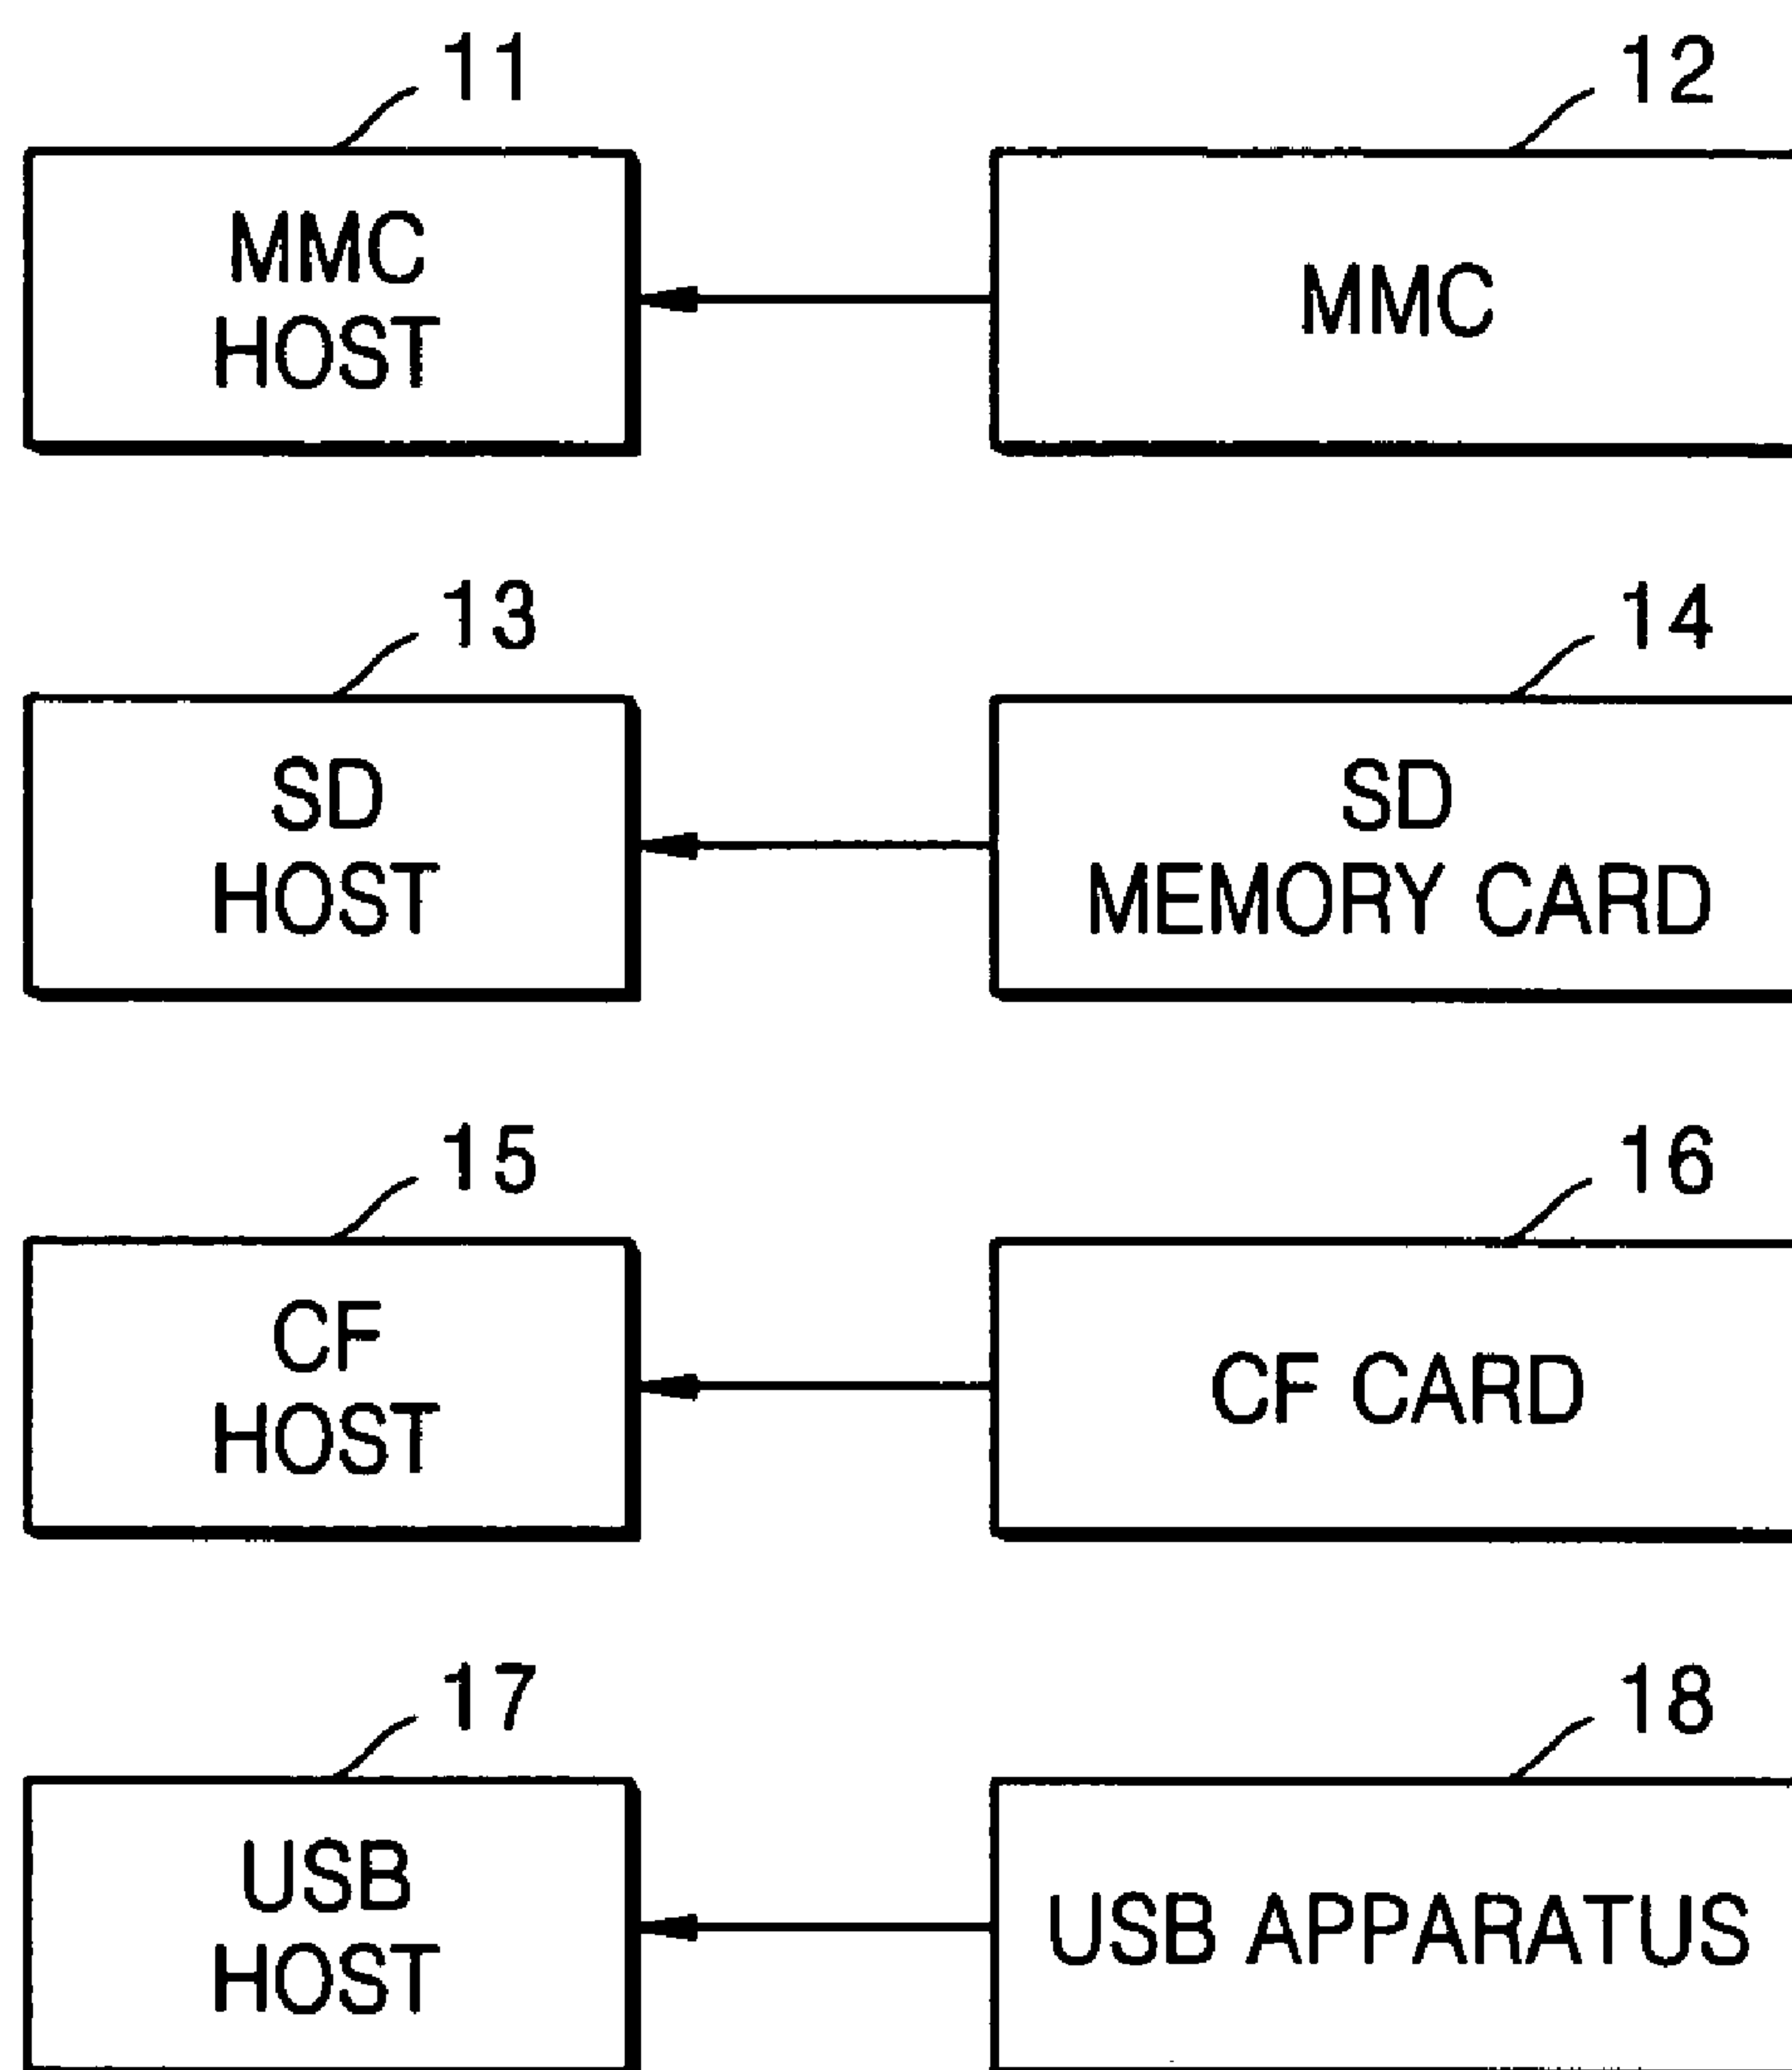 11
12
MMC
HOST
MMC
13
14
SD
HOST
SD
MEMORY CARD
15
16
CF
HOST
CF CARD
17
18
USB
HOST
USB APPARATUS